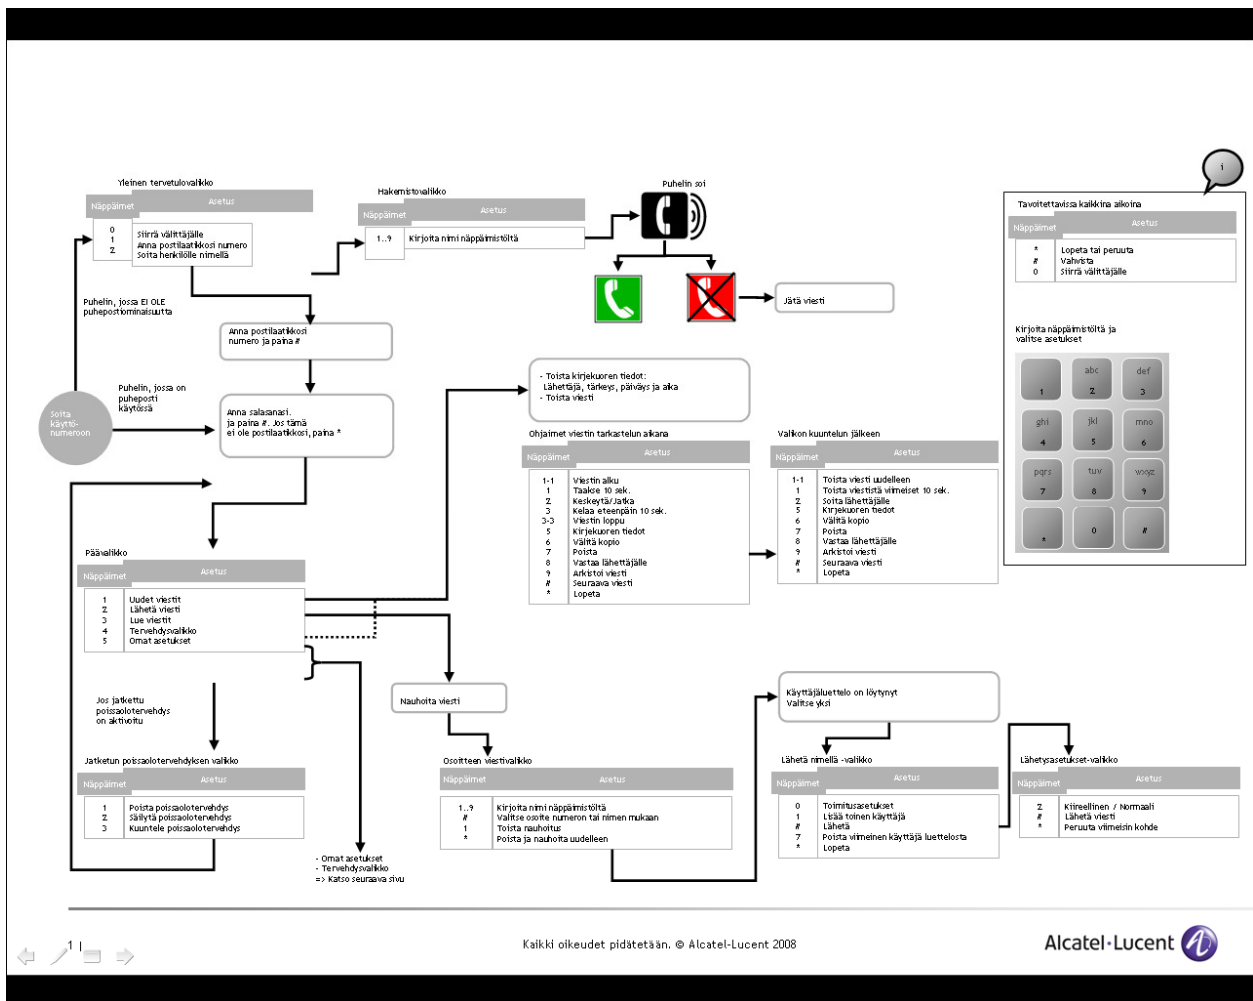 Yleinen tervetulovalikko
Näppäimet
Asetus
0
Siirrä välittäjälle
1
Anna postilaatikkosi numero
2
Soita henkilölle nimellä
Hakemistovalikko
Näppäimet
Asetus
1..9
Kirjoita nimi näppäimistöltä
Puhelin soi
Jätä viesti
i
Tavoitettavissa kaikkina aikoina
Näppäimet
Asetus
*
Lopeta tai peruuta
#
Vahvista
0
Siirrä välittäjälle
Kirjoita näppäimistöltä ja
valitse asetukset
1
abc
2
def
3
ghi
4
jkl
5
mno
6
pqrs
7
tuv
8
wxyz
9
*
0
#
Puhelin, jossa EI OLE
puhepostiominaisuutta
Anna postilaatikkosi
numero ja paina #
Puhelin, jossa on
puheposti
käytössä
Soita
käyttö-
numeroon
Anna salasanasi.
ja paina #. Jos tämä
ei ole postilaatikkosi, paina *
- Toista kirjekuoren tiedot:
Lähettäjä, tärkeys, päiväys ja aika
- Toista viesti
Ohjaimet viestin tarkastelun aikana
Näppäimet
Asetus
1-1
Viestin alku
1
Taakse 10 sek.
2
Keskeytä/Jatka
3
Kelaa eteenpäin 10 sek.
3-3
Viestin loppu
5
Kirjekuoren tiedot
6
Välitä kopio
7
Poista
8
Vastaa lähettäjälle
9
Arkistoi viesti
#
Seuraava viesti
*
Lopeta
Valikon kuuntelun jälkeen
Näppäimet
Asetus
1-1
Toista viesti uudelleen
1
Toista viestistä viimeiset 10 sek.
2
Soita lähettäjälle
5
Kirjekuoren tiedot
6
Välitä kopio
7
Poista
8
Vastaa lähettäjälle
9
Arkistoi viesti
#
Seuraava viesti
*
Lopeta
Päävalikko
Näppäimet
Asetus
1
Uudet viestit
2
Lähetä viesti
3
Lue viestit
4
Tervehdysvalikko
5
Omat asetukset
Jos jatkettu
poissaolotervehdys
on aktivoitu
Nauhoita viesti
Käyttäjäluettelo on löytynyt
Valitse yksi
Jatketun poissaolotervehdyksen valikko
Näppäimet
Asetus
1
Poista poissaolotervehdys
2
Säilytä poissaolotervehdys
3
Kuuntele poissaolotervehdys
- Omat asetukset
- Tervehdysvalikko
=> Katso seuraava sivu
Osoitteen viestivalikko
Näppäimet
Asetus
1..9
Kirjoita nimi näppäimistöltä
#
Valitse osoite numeron tai nimen mukaan
1
Toista nauhoitus
*
Poista ja nauhoita uudelleen
Lähetä nimellä -valikko
Näppäimet
Asetus
0
Toimitusasetukset
1
Lisää toinen käyttäjä
#
Lähetä
7
Poista viimeinen käyttäjä luettelosta
*
Lopeta
Lähetysasetukset-valikko
Näppäimet
Asetus
2
Kiireellinen / Normaali
#
Lähetä viesti
*
Peruuta viimeisin kohde
1 |
Kaikki oikeudet pidätetään. © Alcatel-Lucent 2008
Alcatel·Lucent